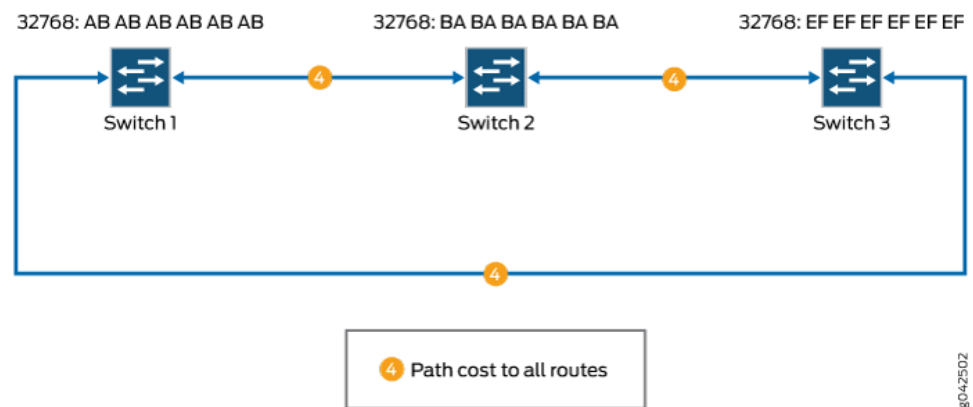 32768: AB AB AB AB AB AB
32768: BA BA BA BA BA BA
32768: EF EF EF EF EF EF
4
4
Switch 1
Switch 2
Switch 3
4
4 Path cost to all routes
g042502